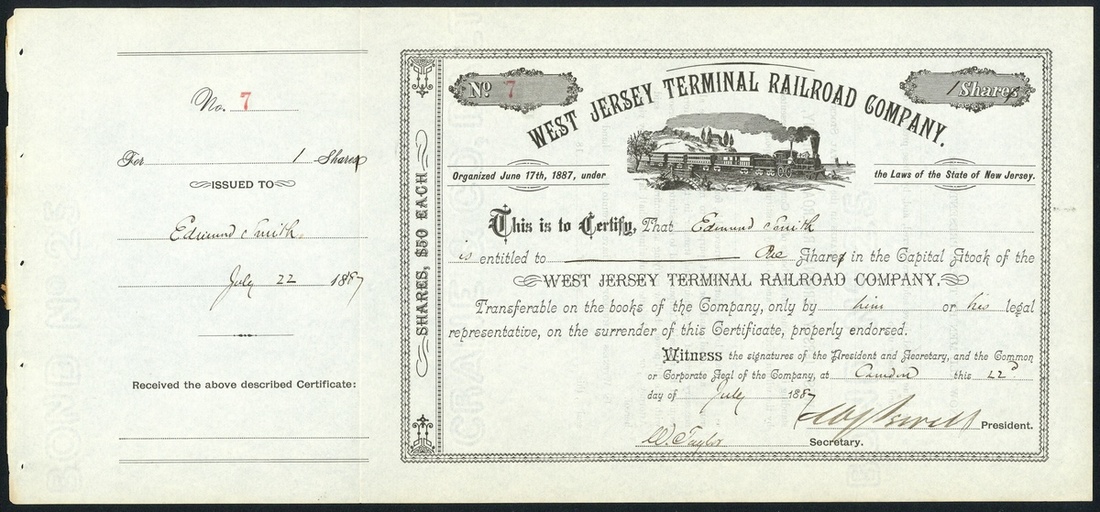 No. 7
For 1 Shares
ISSUED TO
Edmund Smith
July 22 1887
Received the above described Certificate:
SHARES, $50 EACH.
No 7
1 Shares
WEST JERSEY TERMINAL RAILROAD COMPANY.
Organized June 17th, 1887, under the Laws of the State of New Jersey.
This is to Certify, That Edmund Smith
is entitled to One Shares in the Capital Stock of the
WEST JERSEY TERMINAL RAILROAD COMPANY.
Transferable on the books of the Company, only by him or his legal
representative, on the surrender of this Certificate, properly endorsed.
Witness the signatures of the President and Secretary, and the Common
or Corporate Seal of the Company, at Camden this 22d
day of July 1887
President.
W. Taylor
Secretary.